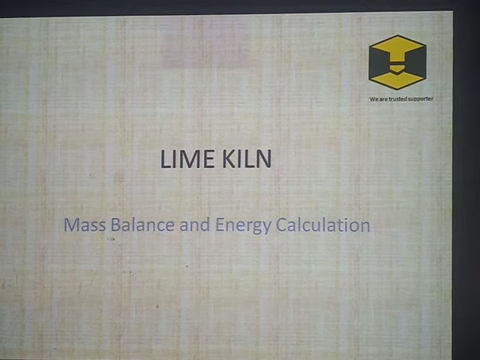 We are trusted supporter
LIME KILN
Mass Balance and Energy Calculation